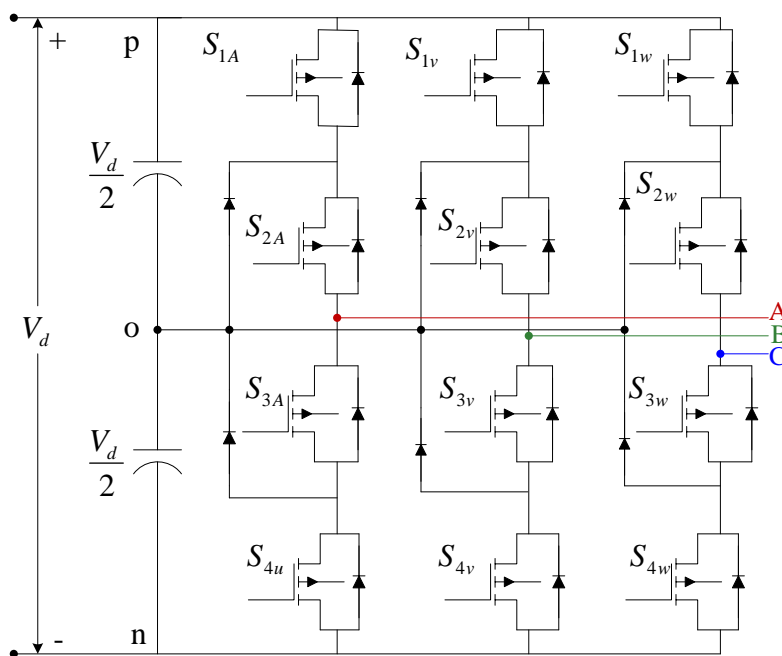 + p S1A S1v S1w
Vd/2
S2A S2v S2w
A
Vd o B
C
S3A S3v S3w
Vd/2
S4u S4v S4w
- n